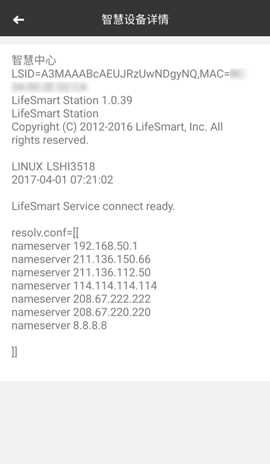 智慧设备详情
智慧中心
LSID=A3MAAABcAEUJRzUwNDgyNQ,MAC=
LifeSmart Station 1.0.39
LifeSmart Station
Copyright (C) 2012-2016 LifeSmart, Inc. All
rights reserved.
LINUX LSHI3518
2017-04-01 07:21:02
LifeSmart Service connect ready.
resolv.conf=[[
nameserver 192.168.50.1
nameserver 211.136.150.66
nameserver 211.136.112.50
nameserver 114.114.114.114
nameserver 208.67.222.222
nameserver 208.67.220.220
nameserver 8.8.8.8
]]